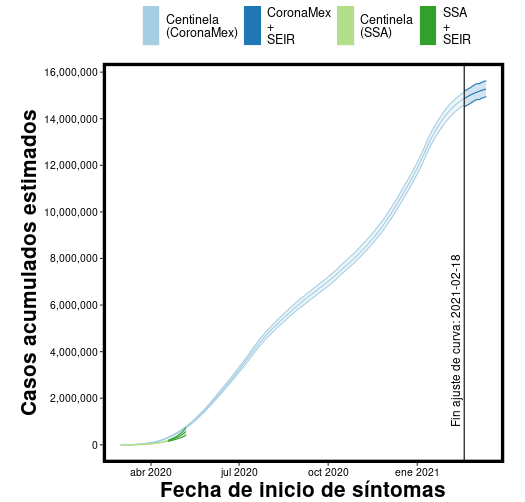 Centinela
(CoronaMex)
CoronaMex
+
SEIR
Centinela
(SSA)
SSA
+
SEIR
Casos acumulados estimados
16,000,000
14,000,000
12,000,000
10,000,000
8,000,000
6,000,000
4,000,000
2,000,000
0
Fin ajuste de curva: 2021-02-18
abr 2020
jul 2020
oct 2020
ene 2021
Fecha de inicio de síntomas